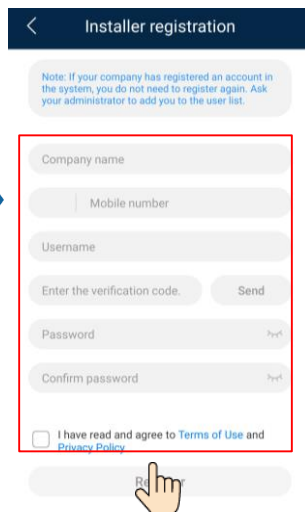 Installer registration
Note: If your company has registered an account in
the system, you do not need to register again. Ask
your administrator to add you to the user list.
Company name
Mobile number
Username
Enter the verification code. Send
Password
Confirm password
I have read and agree to Terms of Use and
Privacy Policy